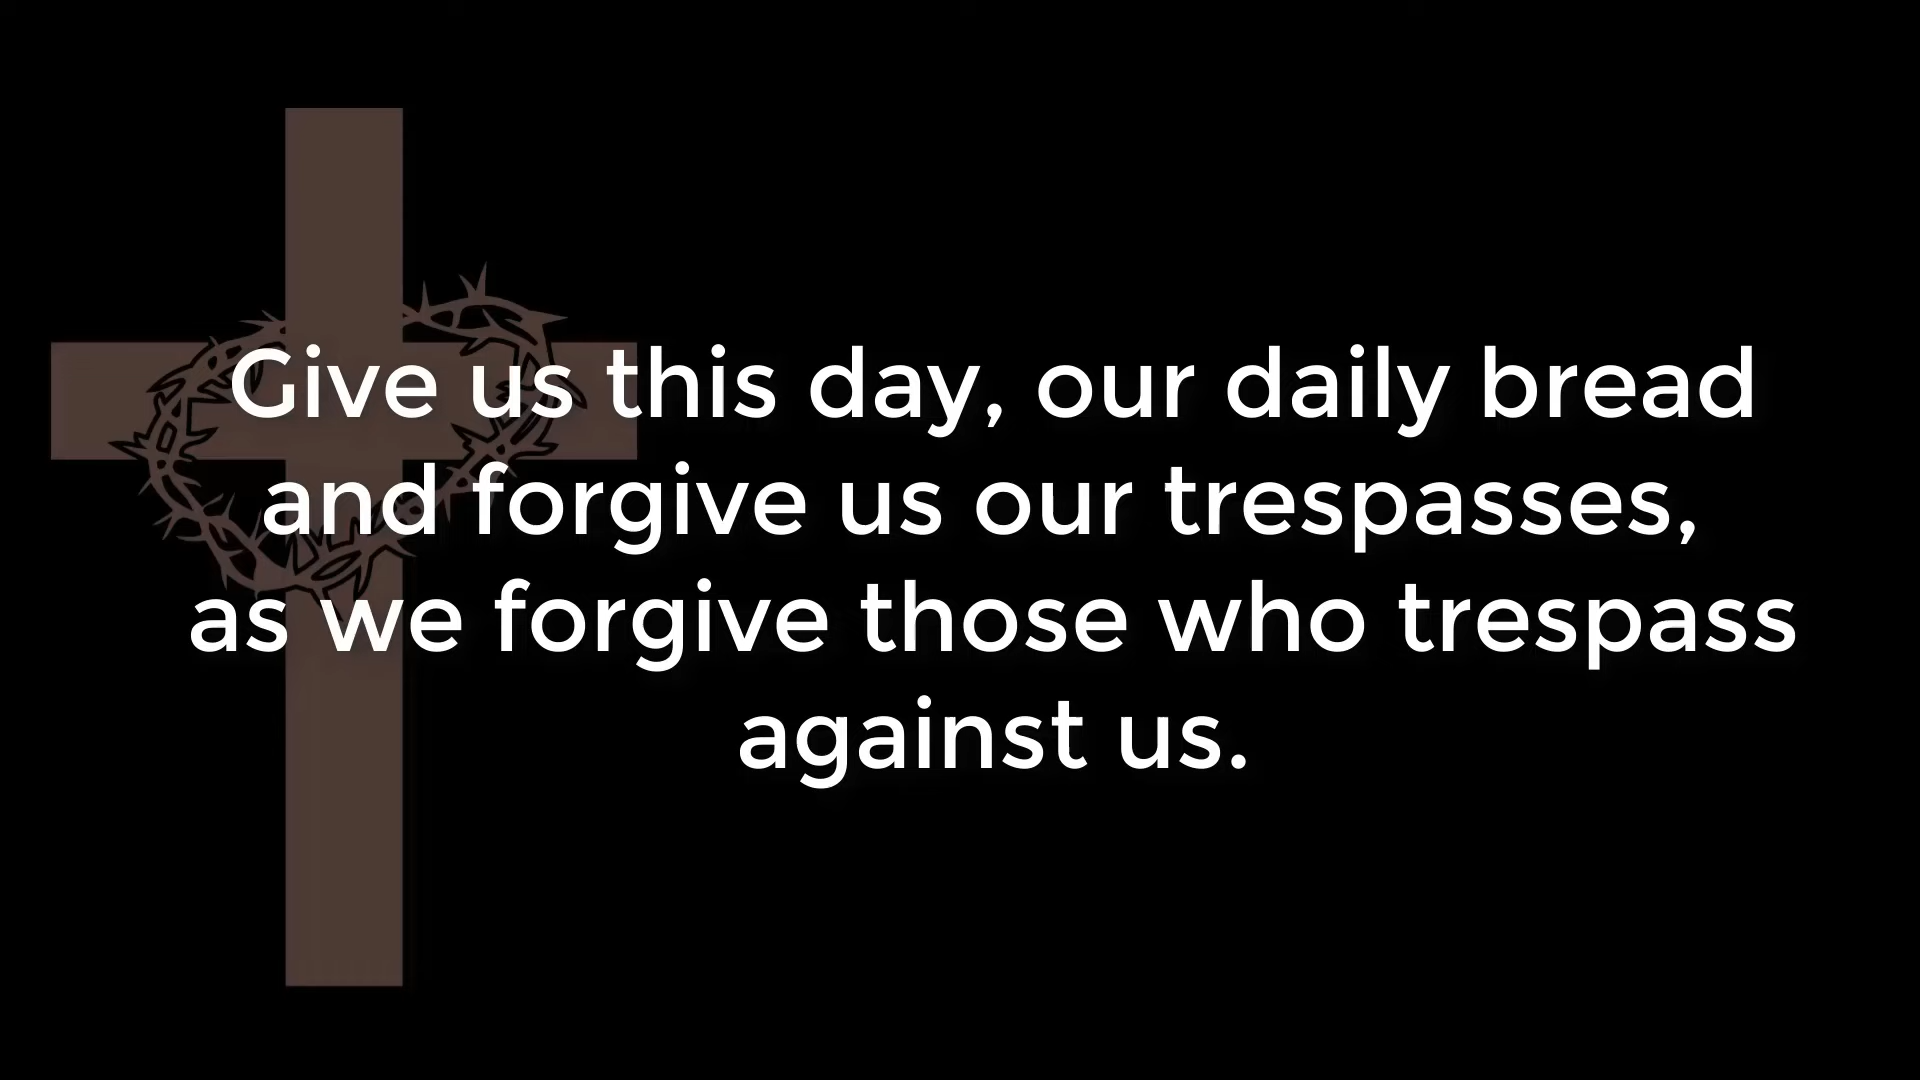 Give us this day, our daily bread
and forgive us our trespasses,
as we forgive those who trespass
against us.